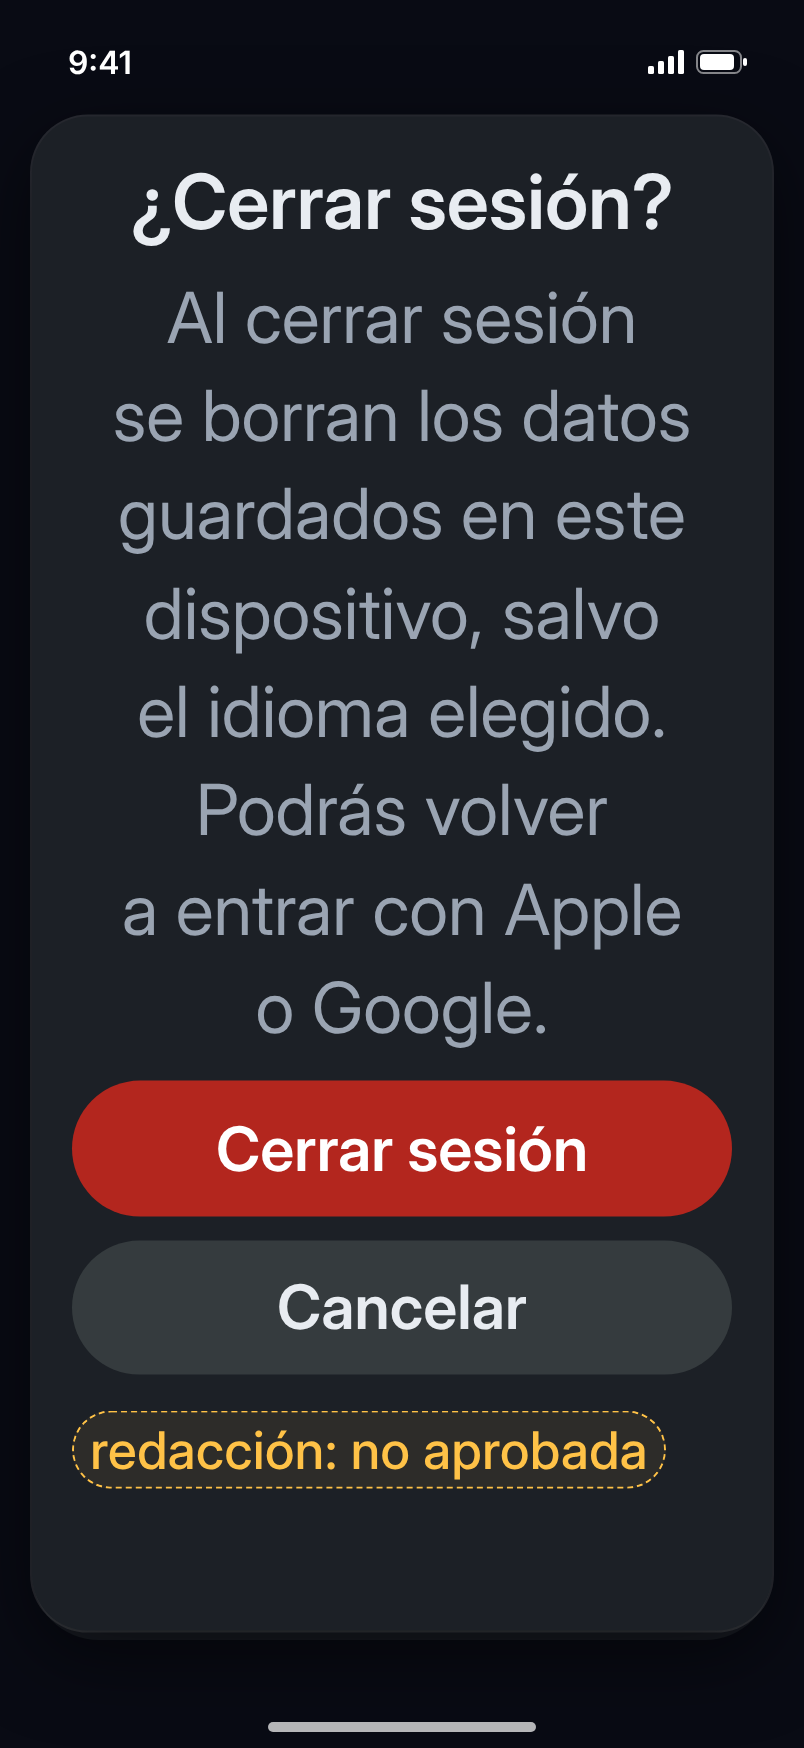 9:41
¿Cerrar sesión?
Al cerrar sesión
se borran los datos
guardados en este
dispositivo, salvo
el idioma elegido.
Podrás volver
a entrar con Apple
o Google.
Cerrar sesión
Cancelar
redacción: no aprobada